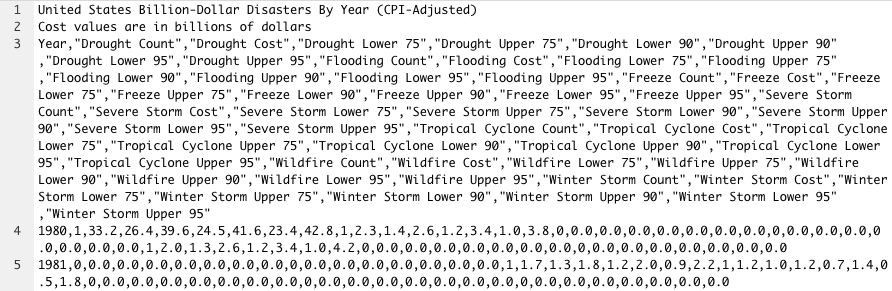 1 United States Billion-Dollar Disasters By Year (CPI-Adjusted)
2 Cost values are in billions of dollars
3 Year,"Drought Count","Drought Cost","Drought Lower 75","Drought Upper 75","Drought Lower 90","Drought Upper 90"
,"Drought Lower 95","Drought Upper 95","Flooding Count","Flooding Cost","Flooding Lower 75","Flooding Upper 75"
,"Flooding Lower 90","Flooding Upper 90","Flooding Lower 95","Flooding Upper 95","Freeze Count","Freeze Cost","Freeze
Lower 75","Freeze Upper 75","Freeze Lower 90","Freeze Upper 90","Freeze Lower 95","Freeze Upper 95","Severe Storm
Count","Severe Storm Cost","Severe Storm Lower 75","Severe Storm Upper 75","Severe Storm Lower 90","Severe Storm Upper
90","Severe Storm Lower 95","Severe Storm Upper 95","Tropical Cyclone Count","Tropical Cyclone Cost","Tropical Cyclone
Lower 75","Tropical Cyclone Upper 75","Tropical Cyclone Lower 90","Tropical Cyclone Upper 90","Tropical Cyclone Lower
95","Tropical Cyclone Upper 95","Wildfire Count","Wildfire Cost","Wildfire Lower 75","Wildfire Upper 75","Wildfire
Lower 90","Wildfire Upper 90","Wildfire Lower 95","Wildfire Upper 95","Winter Storm Count","Winter Storm Cost","Winter
Storm Lower 75","Winter Storm Upper 75","Winter Storm Lower 90","Winter Storm Upper 90","Winter Storm Lower 95"
,"Winter Storm Upper 95"
4 1980,1,33.2,26.4,39.6,24.5,41.6,23.4,42.8,1,2.3,1.4,2.6,1.2,3.4,1.0,3.8,0,0.0,0.0,0.0,0.0,0.0,0.0,0.0,0,0.0,0.0,0.0,0
.0,0.0,0.0,0.0,1,2.0,1.3,2.6,1.2,3.4,1.0,4.2,0,0.0,0.0,0.0,0.0,0.0,0.0,0.0,0,0.0,0.0,0.0,0.0,0.0,0.0,0.0
5 1981,0,0.0,0.0,0.0,0.0,0.0,0.0,0.0,0,0.0,0.0,0.0,0.0,0.0,0.0,0.0,1,1.7,1.3,1.8,1.2,2.0,0.9,2.2,1,1.2,1.0,1.2,0.7,1.4,0
.5,1.8,0,0.0,0.0,0.0,0.0,0.0,0.0,0.0,0,0.0,0.0,0.0,0.0,0.0,0.0,0.0,0,0.0,0.0,0.0,0.0,0.0,0.0,0.0